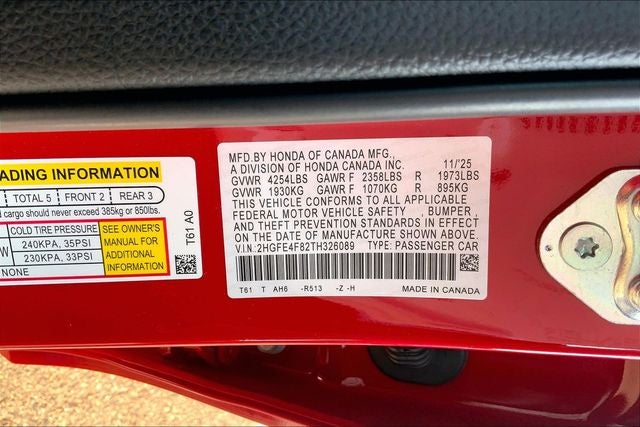 ADING INFORMATION
TOTAL 5 FRONT 2 REAR 3
d cargo should never exceed 385kg or 850lbs.
COLD TIRE PRESSURE
240KPA, 35PSI
230KPA, 33PSI
NONE
SEE OWNER'S
MANUAL FOR
ADDITIONAL
INFORMATION
T61 A0
MFD.BY HONDA OF CANADA MFG.,
A DIVISION OF HONDA CANADA INC. 11/'25
GVWR 4254LBS GAWR F 2358LBS R 1973LBS
GVWR 1930KG GAWR F 1070KG R 895KG
THIS VEHICLE CONFORMS TO ALL APPLICABLE
FEDERAL MOTOR VEHICLE SAFETY , BUMPER ,
AND THEFT PREVENTION STANDARDS IN EFFECT
ON THE DATE OF MANUFACTURE SHOWN ABOVE.
V.I.N:2HGFE4F82TH326089 TYPE: PASSENGER CAR
T61 T AH6 -R513 -Z -H MADE IN CANADA